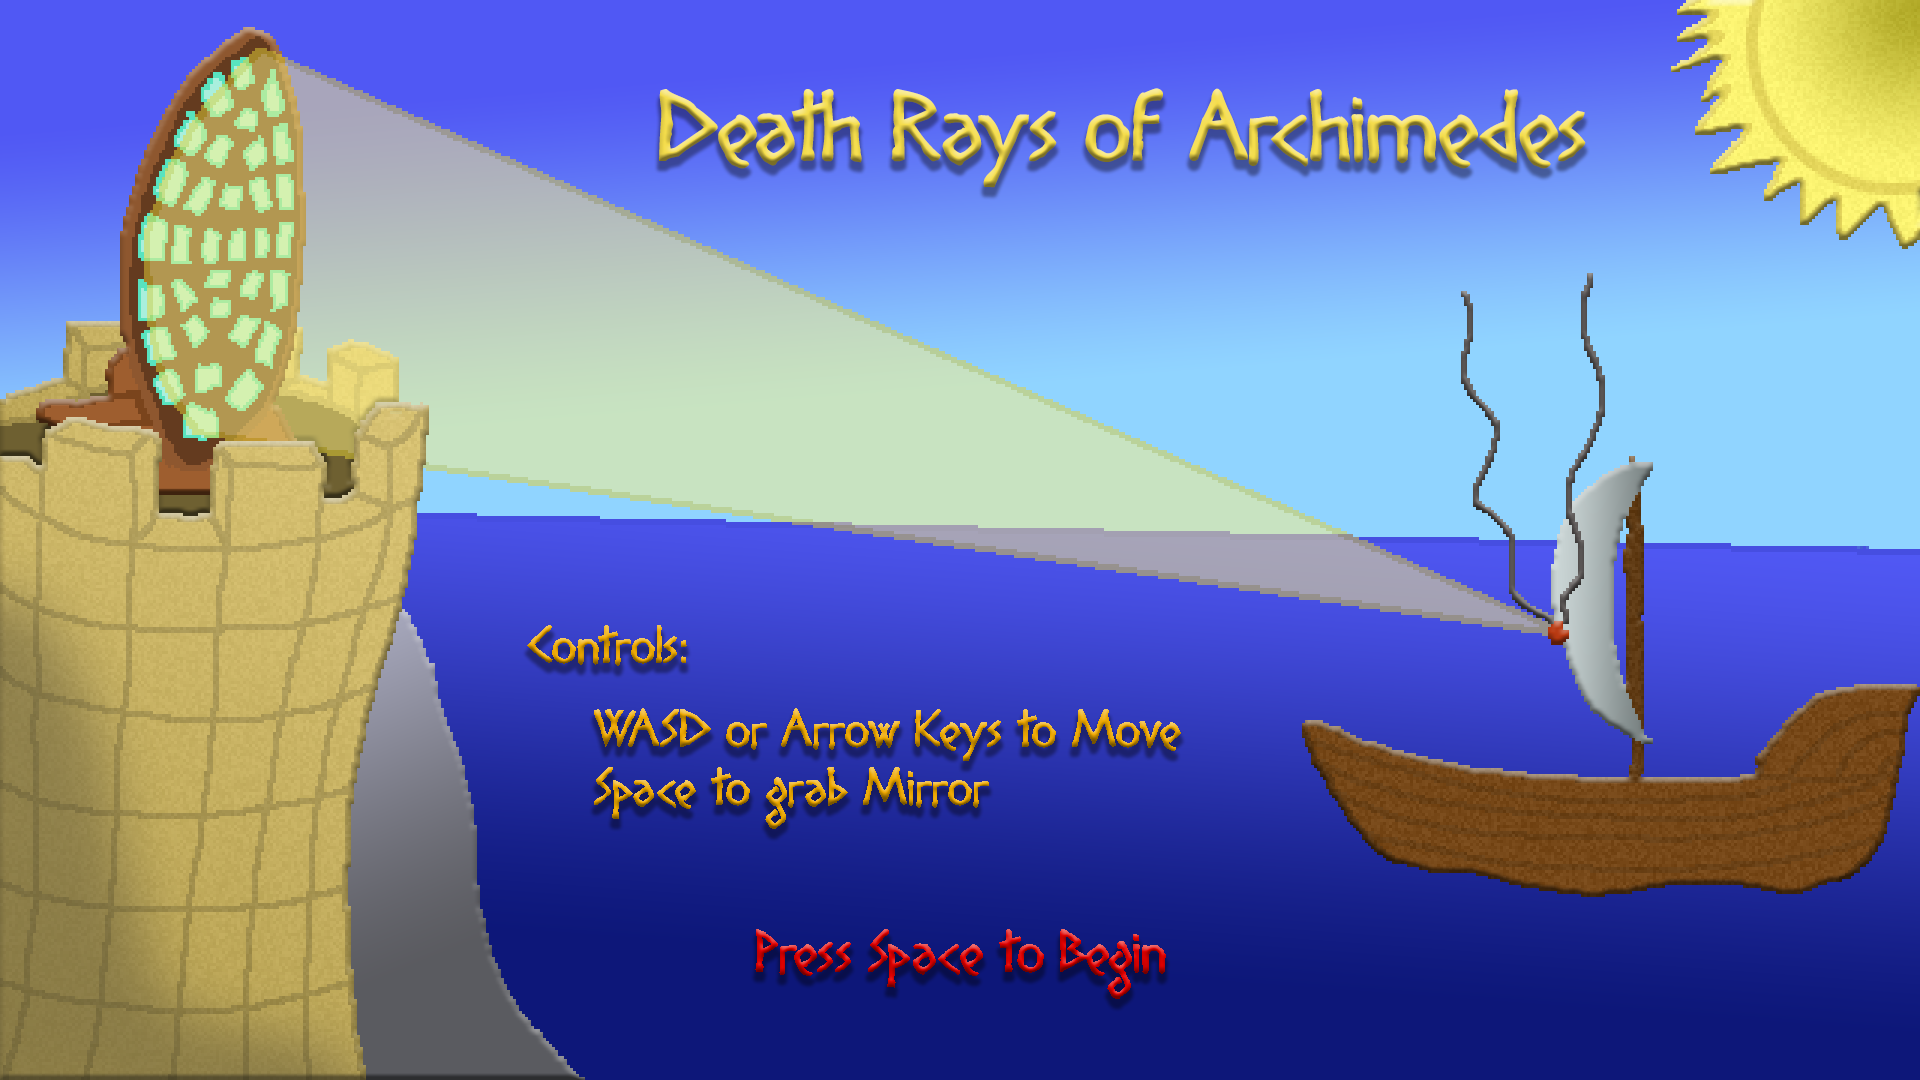 Death Rays of Archimedes
Controls:
WASD or Arrow Keys to Move
Space to grab Mirror
Press Space to Begin